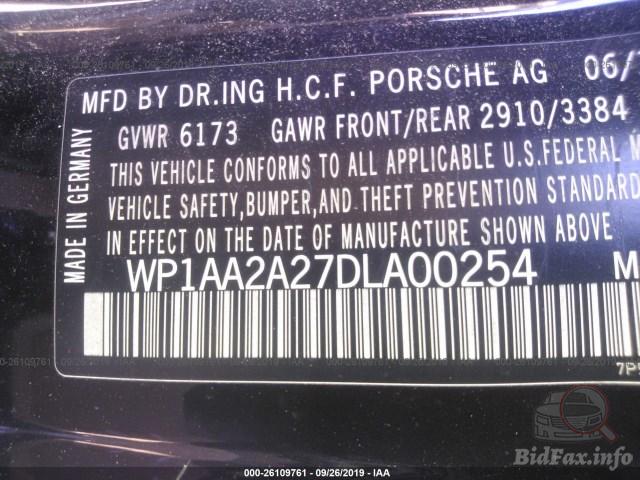 MFD BY DR.ING H.C.F. PORSCHE AG 06/
GVWR 6173 GAWR FRONT/REAR 2910/3384
THIS VEHICLE CONFORMS TO ALL APPLICABLE U.S.FEDERAL M
VEHICLE SAFETY,BUMPER,AND THEFT PREVENTION STANDARD
IN EFFECT ON THE DATE OF MANUFACTURE SHOWN ABOVE
MADE IN GERMANY
WP1AA2A27DLA00254 M
7P5
000-26109761 - 09/26/2019 - IAA
BidFax.info